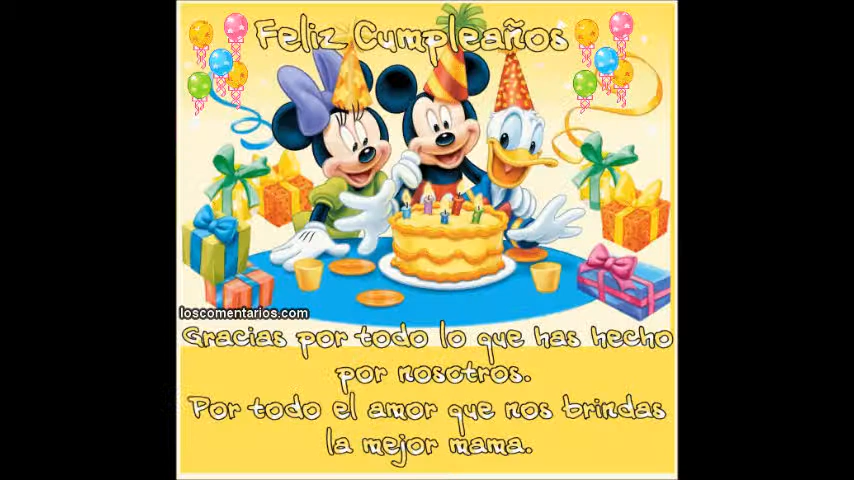 Feliz Cumpleaños
loscomentarios.com
Gracias por todo lo que has hecho
por nosotros.
Por todo el amor que nos brindas
la mejor mama.